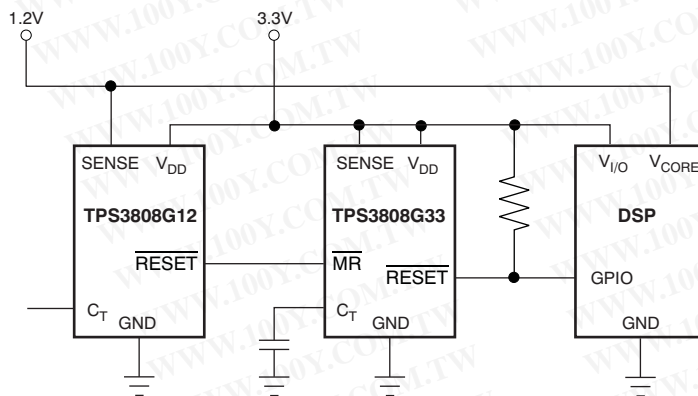 1.2V
3.3V
SENSE VDD
TPS3808G12
RESET
CT
GND
SENSE VDD
TPS3808G33
MR
RESET
CT
GND
VI/O VCORE
DSP
GPIO
GND
WWW.100Y.COM.TW